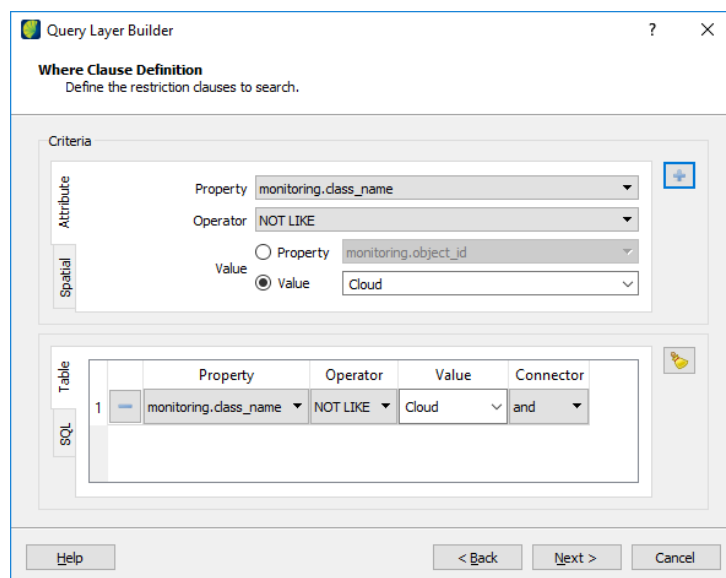 Query Layer Builder ?
Where Clause Definition
Define the restriction clauses to search.
Criteria
Attribute
Spatial
Property monitoring.class_name
Operator NOT LIKE
Value
Property monitoring.object_id
Value Cloud
Table
SQL
Property Operator Value Connector
1 monitoring.class_name NOT LIKE Cloud and
Help < Back Next > Cancel